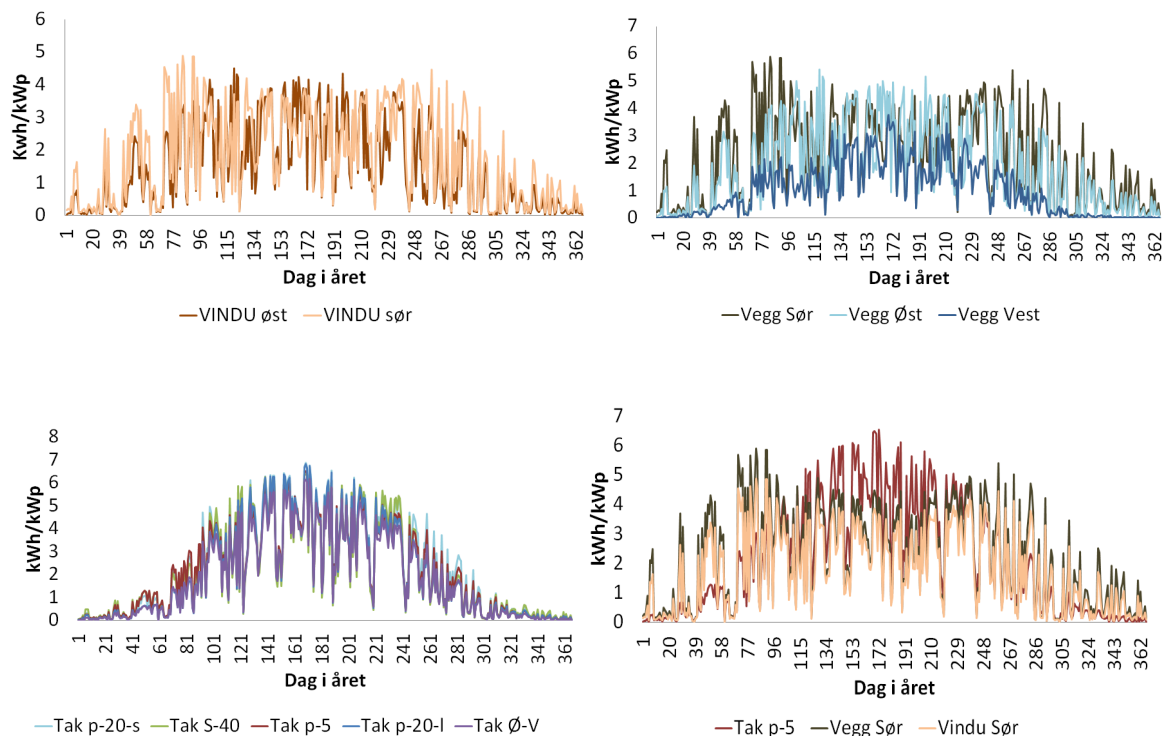 Kwh/kWp
6
5
4
3
2
1
0
1 20 39 58 77 96 115 134 153 172 191 210 229 248 267 286 305 324 343 362
Dag i året
VINDU øst VINDU sør
kWh/kWp
7
6
5
4
3
2
1
0
1 20 39 58 77 96 115 134 153 172 191 210 229 248 267 286 305 324 343 362
Dag i året
Vegg Sør Vegg Øst Vegg Vest
kWh/kWp
8
7
6
5
4
3
2
1
0
1 21 41 61 81 101 121 141 161 181 201 221 241 261 281 301 321 341 361
Dag i året
Tak p-20-s Tak S-40 Tak p-5 Tak p-20-l Tak Ø-V
kWh/kWp
7
6
5
4
3
2
1
0
1 20 39 58 77 96 115 134 153 172 191 210 229 248 267 286 305 324 343 362
Dag i året
Tak p-5 Vegg Sør Vindu Sør